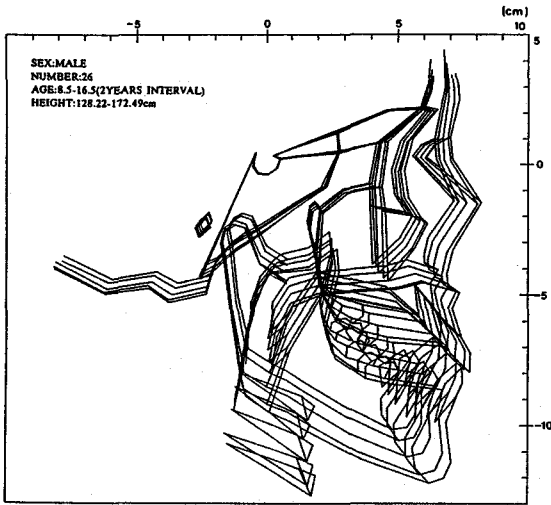 (cm)
0 5 10
5
SEX:MALE
NUMBER:26
AGE:8.5-16.5(2YEARS INTERVAL)
HEIGHT:128.22-172.49cm
0
-5
-10